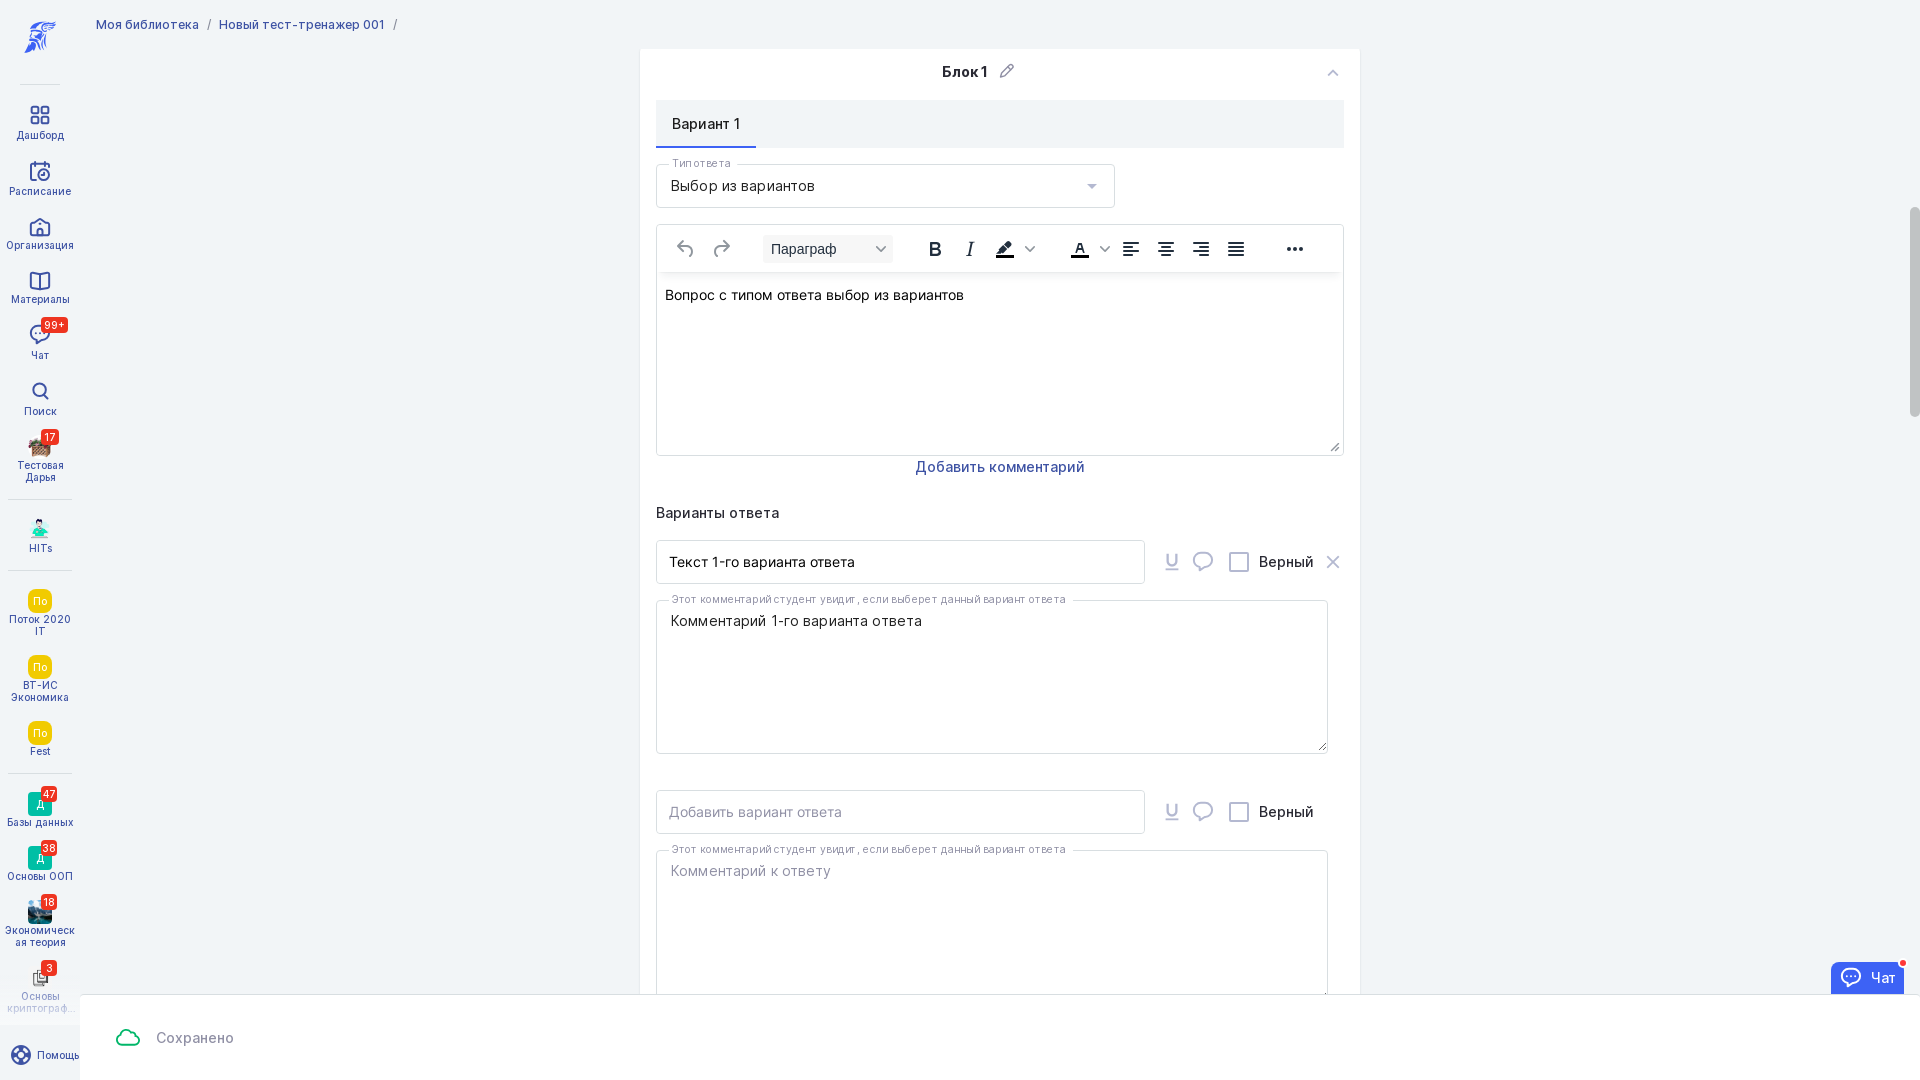 Моя библиотека / Новый тест-тренажер 001 /
Дашборд
Расписание
Организация
Материалы
99+
Чат
Поиск
17
Тестовая
Дарья
HITs
По
Поток 2020
IT
По
ВТ-ИС
Экономика
По
Fest
47
Д
Базы данных
38
Д
Основы ООП
18
Экономическ
ая теория
3
Основы
криптограф...
Помощь
Блок 1
Вариант 1
Тип ответа
Выбор из вариантов
Параграф
B I A
Вопрос с типом ответа выбор из вариантов
Добавить комментарий
Варианты ответа
Текст 1-го варианта ответа
U
Верный
Этот комментарий студент увидит, если выберет данный вариант ответа
Комментарий 1-го варианта ответа
Добавить вариант ответа
U
Верный
Этот комментарий студент увидит, если выберет данный вариант ответа
Комментарий к ответу
Чат
Сохранено